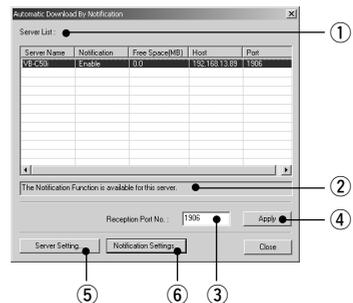 Automatic Download By Notification
Server List :
①
Server Name Notification Free Space(MB) Host Port
VB-C50i Enable 0.0 192.168.13.89 1906
The Notification Function is available for this server.
②
Reception Port No. : 1906 Apply
④
Server Setting... Notification Settings... Close
⑤ ⑥ ③